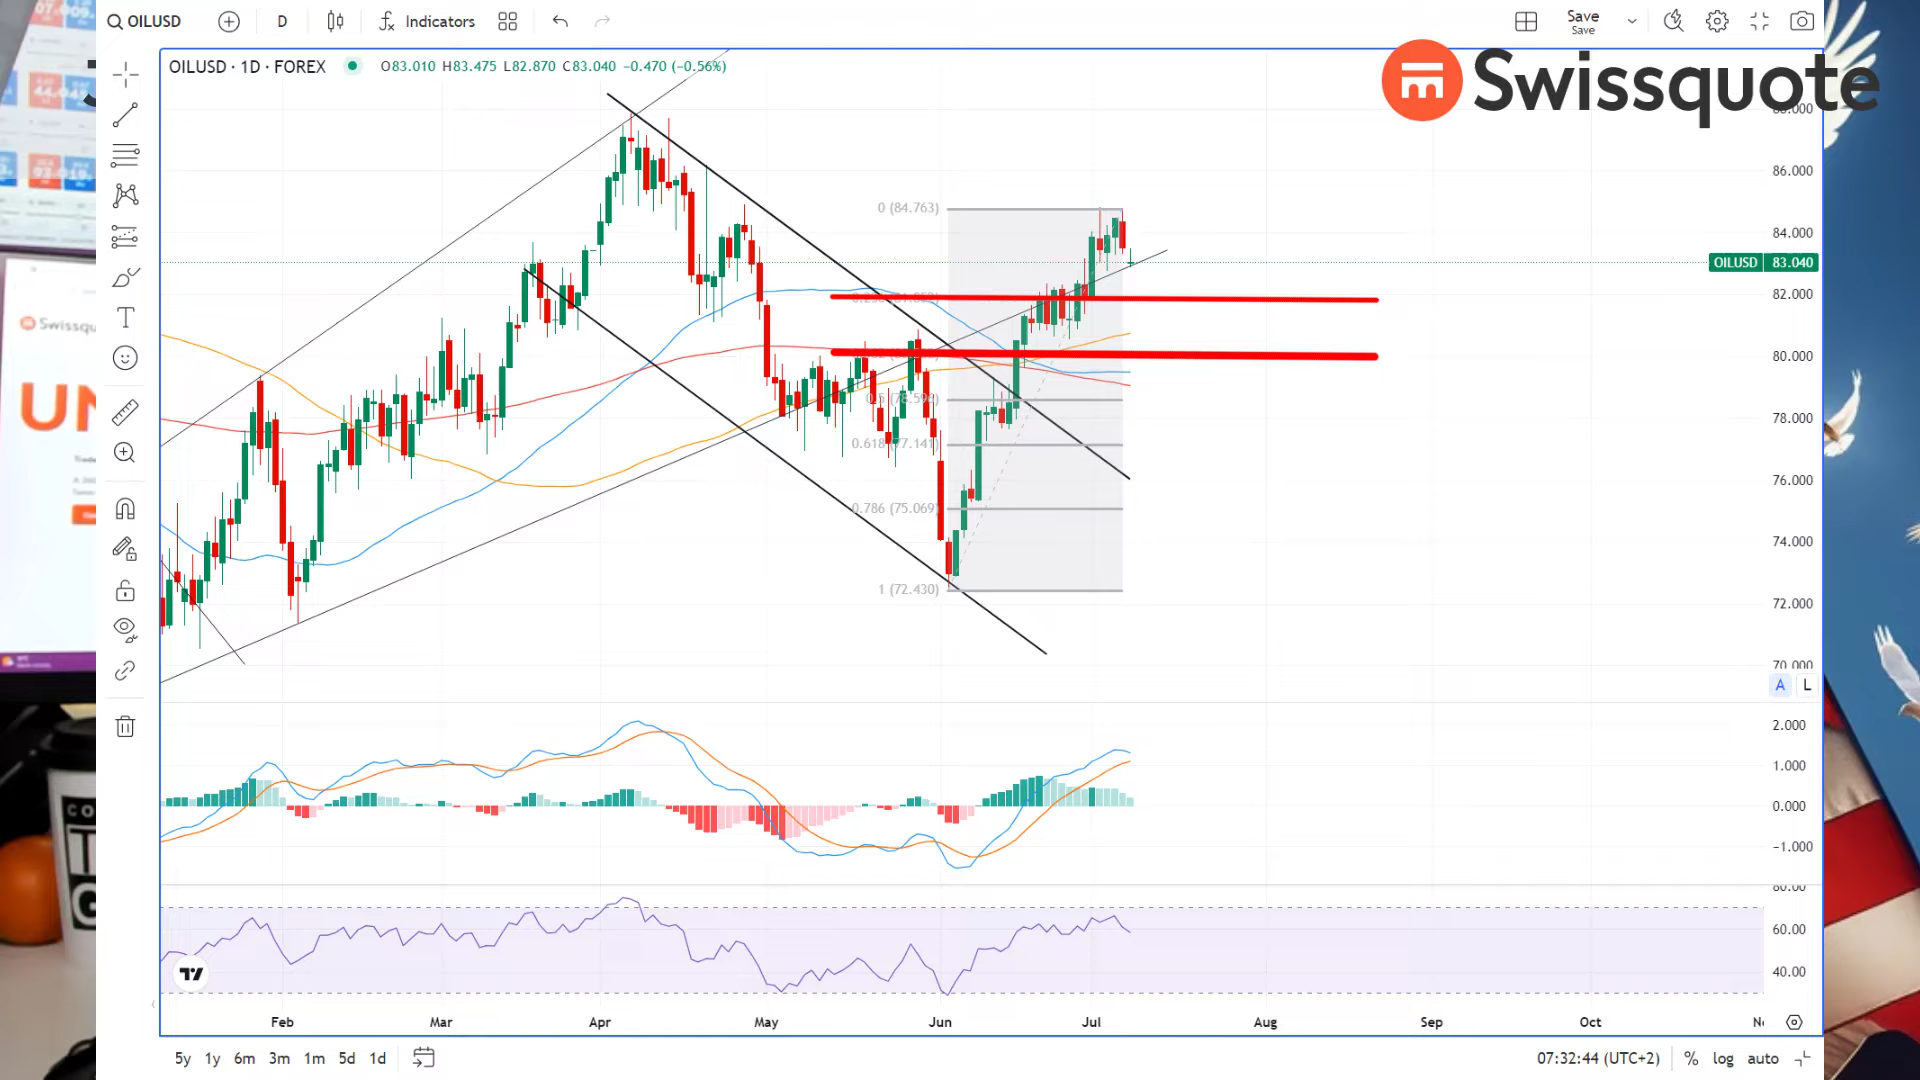 OILUSD
D
Indicators
Save
Save
Swissquote
OILUSD · 1D · FOREX
O83.010 H83.475 L82.870 C83.040 −0.470 (−0.56%)
86.000
0 (84.763)
84.000
OILUSD 83.040
82.000
80.000
78.000
0.618 (77.141)
76.000
0.786 (75.069)
74.000
1 (72.430)
72.000
70.000
A L
2.000
1.000
0.000
−1.000
80.00
60.00
40.00
Feb Mar Apr May Jun Jul Aug Sep Oct
5y 1y 6m 3m 1m 5d 1d
07:32:44 (UTC+2) % log auto